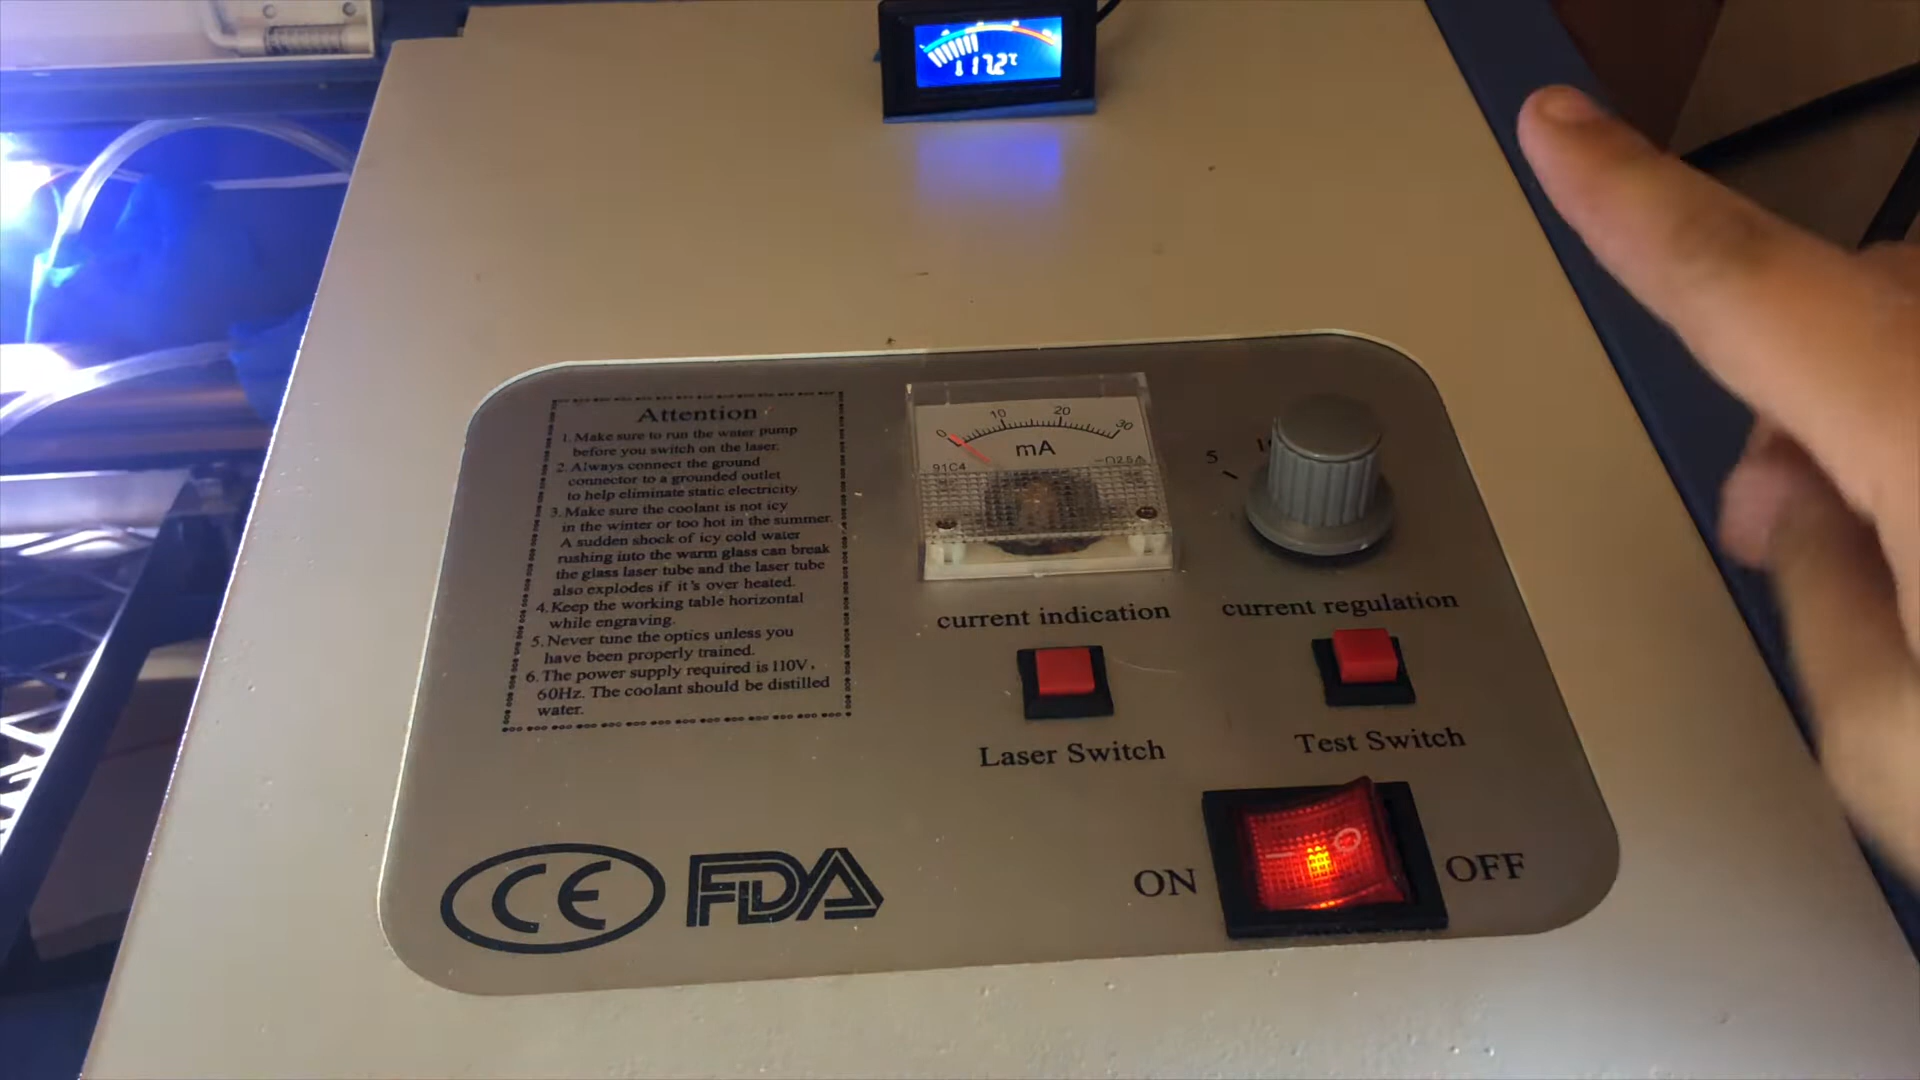 17.2
Attention
1. Make sure to run the water pump
before you switch on the laser.
2. Always connect the ground
connector to a grounded outlet
to help eliminate static electricity
3. Make sure the coolant is not icy
in the winter or too hot in the summer.
A sudden shock of icy cold water
rushing into the warm glass can break
the glass laser tube and the laser tube
also explodes if it's over heated.
4. Keep the working table horizontal
while engraving.
5. Never tune the optics unless you
have been properly trained.
6. The power supply required is 110V,
60Hz. The coolant should be distilled
water.
0 10 20 30
mA
91C4
2.5
5
current indication
current regulation
Laser Switch
Test Switch
ON
OFF
CE FDA